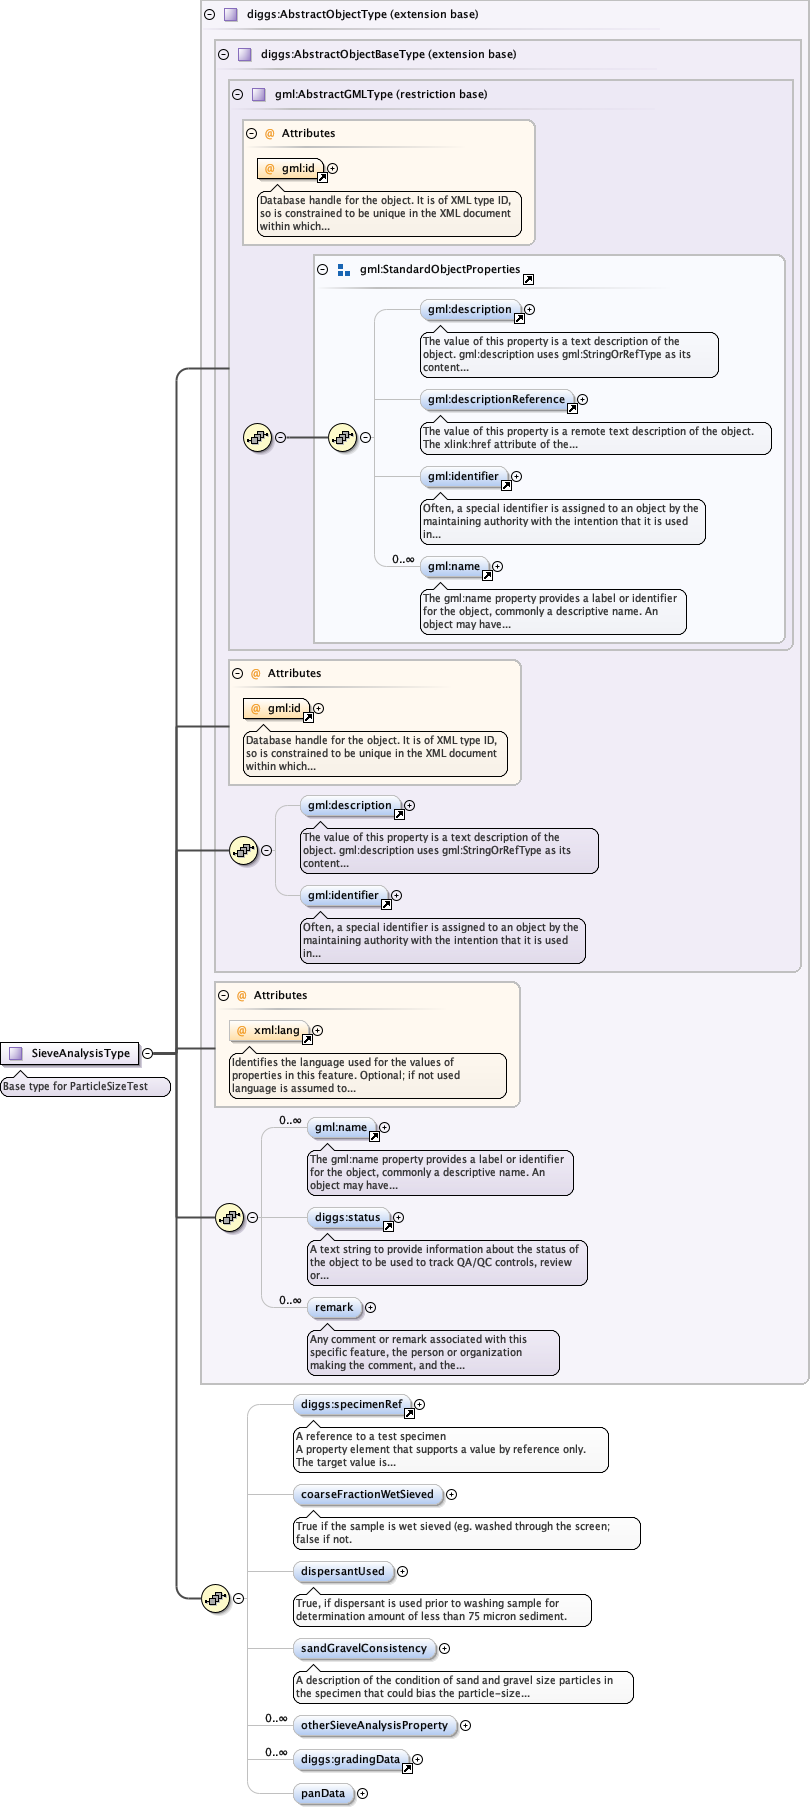 diggs:AbstractObjectType (extension base)
diggs:AbstractObjectBaseType (extension base)
gml:AbstractGMLType (restriction base)
@ Attributes
@ gml:id
Database handle for the object. It is of XML type ID,
so is constrained to be unique in the XML document
within which...
gml:StandardObjectProperties
gml:description
The value of this property is a text description of the
object. gml:description uses gml:StringOrRefType as its
content...
gml:descriptionReference
The value of this property is a remote text description of the object.
The xlink:href attribute of the...
gml:identifier
Often, a special identifier is assigned to an object by the
maintaining authority with the intention that it is used
in...
0..∞
gml:name
The gml:name property provides a label or identifier
for the object, commonly a descriptive name. An
object may have...
@ Attributes
@ gml:id
Database handle for the object. It is of XML type ID,
so is constrained to be unique in the XML document
within which...
gml:description
The value of this property is a text description of the
object. gml:description uses gml:StringOrRefType as its
content...
gml:identifier
Often, a special identifier is assigned to an object by the
maintaining authority with the intention that it is used
in...
@ Attributes
@ xml:lang
Identifies the language used for the values of
properties in this feature. Optional; if not used
language is assumed to...
SieveAnalysisType
Base type for ParticleSizeTest
0..∞
gml:name
The gml:name property provides a label or identifier
for the object, commonly a descriptive name. An
object may have...
diggs:status
A text string to provide information about the status of
the object to be used to track QA/QC controls, review
or...
0..∞
remark
Any comment or remark associated with this
specific feature, the person or organization
making the comment, and the...
diggs:specimenRef
A reference to a test specimen
A property element that supports a value by reference only.
The target value is...
coarseFractionWetSieved
True if the sample is wet sieved (eg. washed through the screen;
false if not.
dispersantUsed
True, if dispersant is used prior to washing sample for
determination amount of less than 75 micron sediment.
sandGravelConsistency
A description of the condition of sand and gravel size particles in
the specimen that could bias the particle-size...
0..∞
otherSieveAnalysisProperty
0..∞
diggs:gradingData
panData